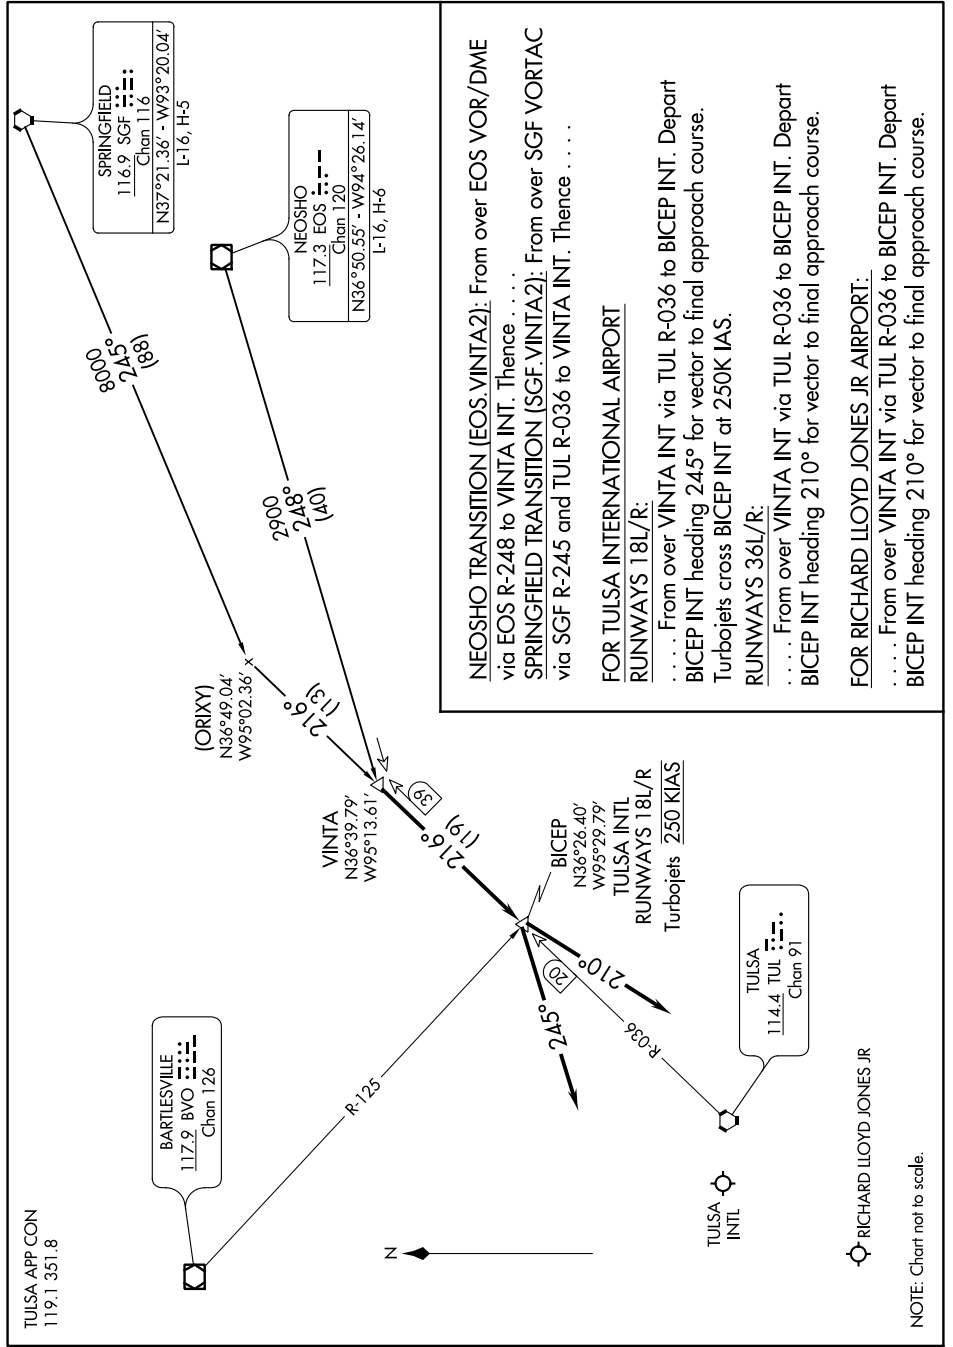 TULSA APP CON
119.1 351.8
BARTLESVILLE
117.9 BVO
Chan 126
R-125
N
TULSA
INTL
RICHARD LLOYD JONES JR
NOTE: Chart not to scale.
TULSA
114.4 TUL
Chan 91
R-036
20
245°
210°
BICEP
N36°26.40'
W95°29.79'
TULSA INTL
RUNWAYS 18L/R
Turbojets 250 KIAS
216°
(19)
39
VINTA
N36°39.79'
W95°13.61'
216°
(13)
(ORIXY)
N36°49.04'
W95°02.36'
x
2900
248°
(40)
8000
245°
(88)
NEOSHO
117.3 EOS
Chan 120
N36°50.55' - W94°26.14'
L-16, H-6
SPRINGFIELD
116.9 SGF
Chan 116
N37°21.36' - W93°20.04'
L-16, H-5
NEOSHO TRANSITION (EOS.VINTA2): From over EOS VOR/DME
via EOS R-248 to VINTA INT. Thence . . . .
SPRINGFIELD TRANSITION (SGF.VINTA2): From over SGF VORTAC
via SGF R-245 and TUL R-036 to VINTA INT. Thence . . . . .
FOR TULSA INTERNATIONAL AIRPORT
RUNWAYS 18L/R:
. . . . From over VINTA INT via TUL R-036 to BICEP INT. Depart
BICEP INT heading 245° for vector to final approach course.
Turbojets cross BICEP INT at 250K IAS.
RUNWAYS 36L/R:
. . . . From over VINTA INT via TUL R-036 to BICEP INT. Depart
BICEP INT heading 210° for vector to final approach course.
FOR RICHARD LLOYD JONES JR AIRPORT:
. . . . From over VINTA INT via TUL R-036 to BICEP INT. Depart
BICEP INT heading 210° for vector to final approach course.